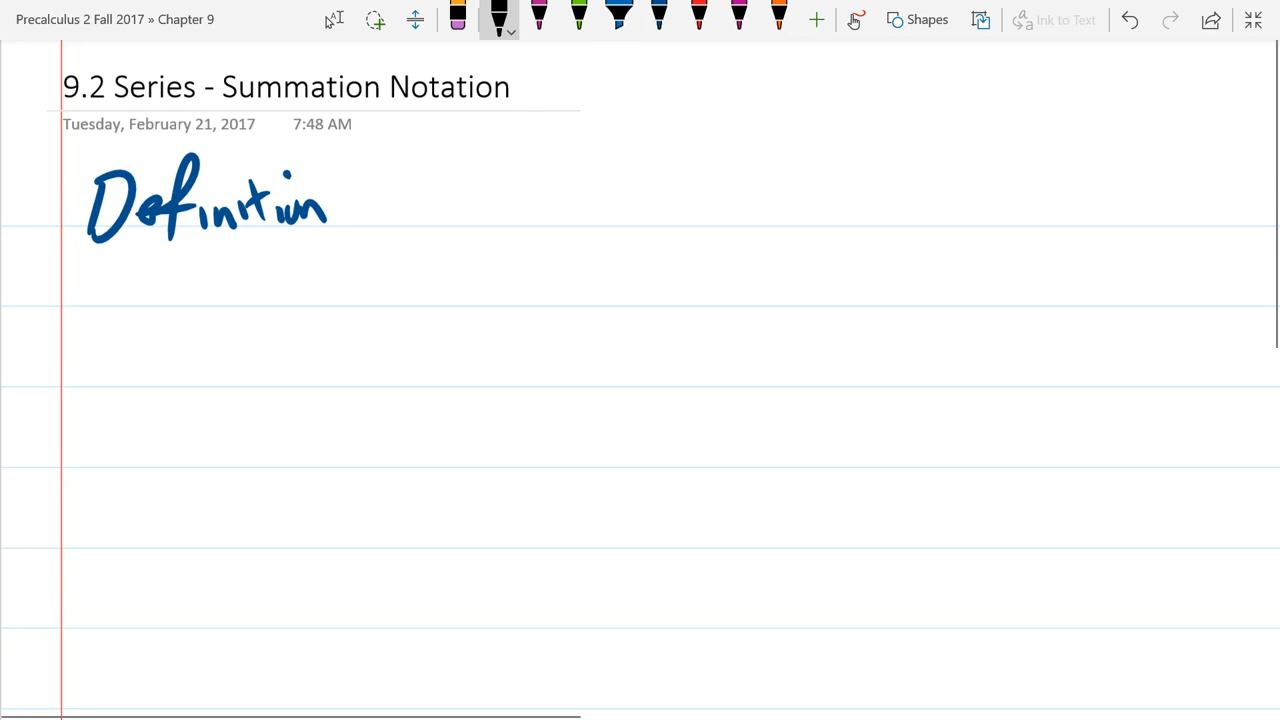 Precalculus 2 Fall 2017 » Chapter 9
Shapes
Ink to Text
9.2 Series - Summation Notation
Tuesday, February 21, 2017 7:48 AM
Definition